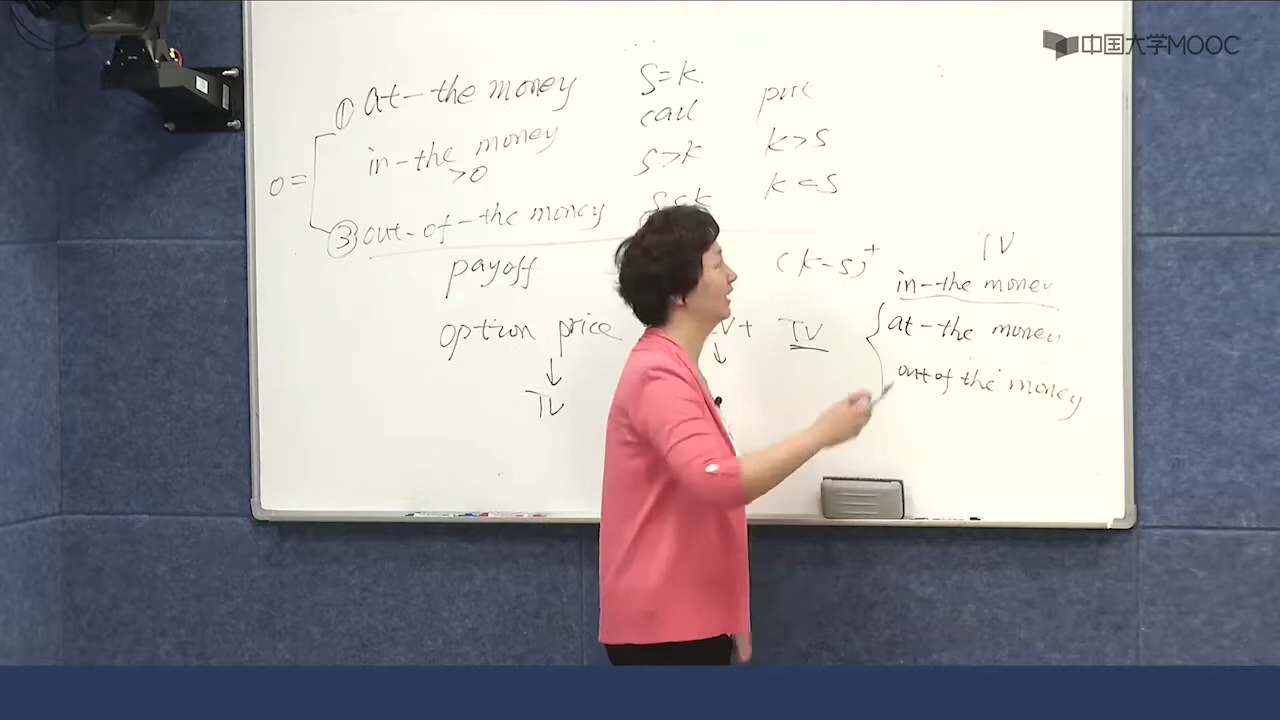 中国大学MOOC
① at-the money S=K.
call put
in-the money S>K K>S
>0
0=
③ out-of-the money S<K K<S
payoff (K-S)+
option price IV+ TV
↓ ↓
TV
IV
in-the money
at-the money
out of the money